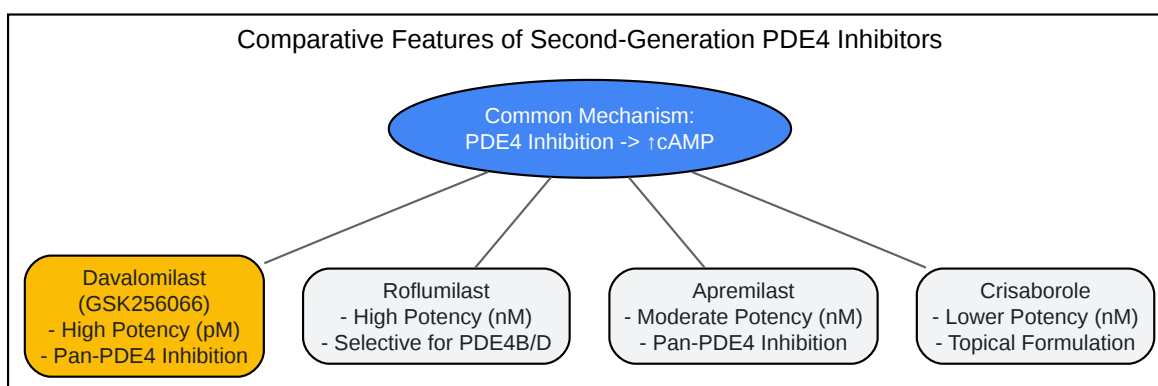 Comparative Features of Second-Generation PDE4 Inhibitors
Common Mechanism:
PDE4 Inhibition -> ↑cAMP
Davalomilast
(GSK256066)
- High Potency (pM)
- Pan-PDE4 Inhibition
Roflumilast
- High Potency (nM)
- Selective for PDE4B/D
Apremilast
- Moderate Potency (nM)
- Pan-PDE4 Inhibition
Crisaborole
- Lower Potency (nM)
- Topical Formulation